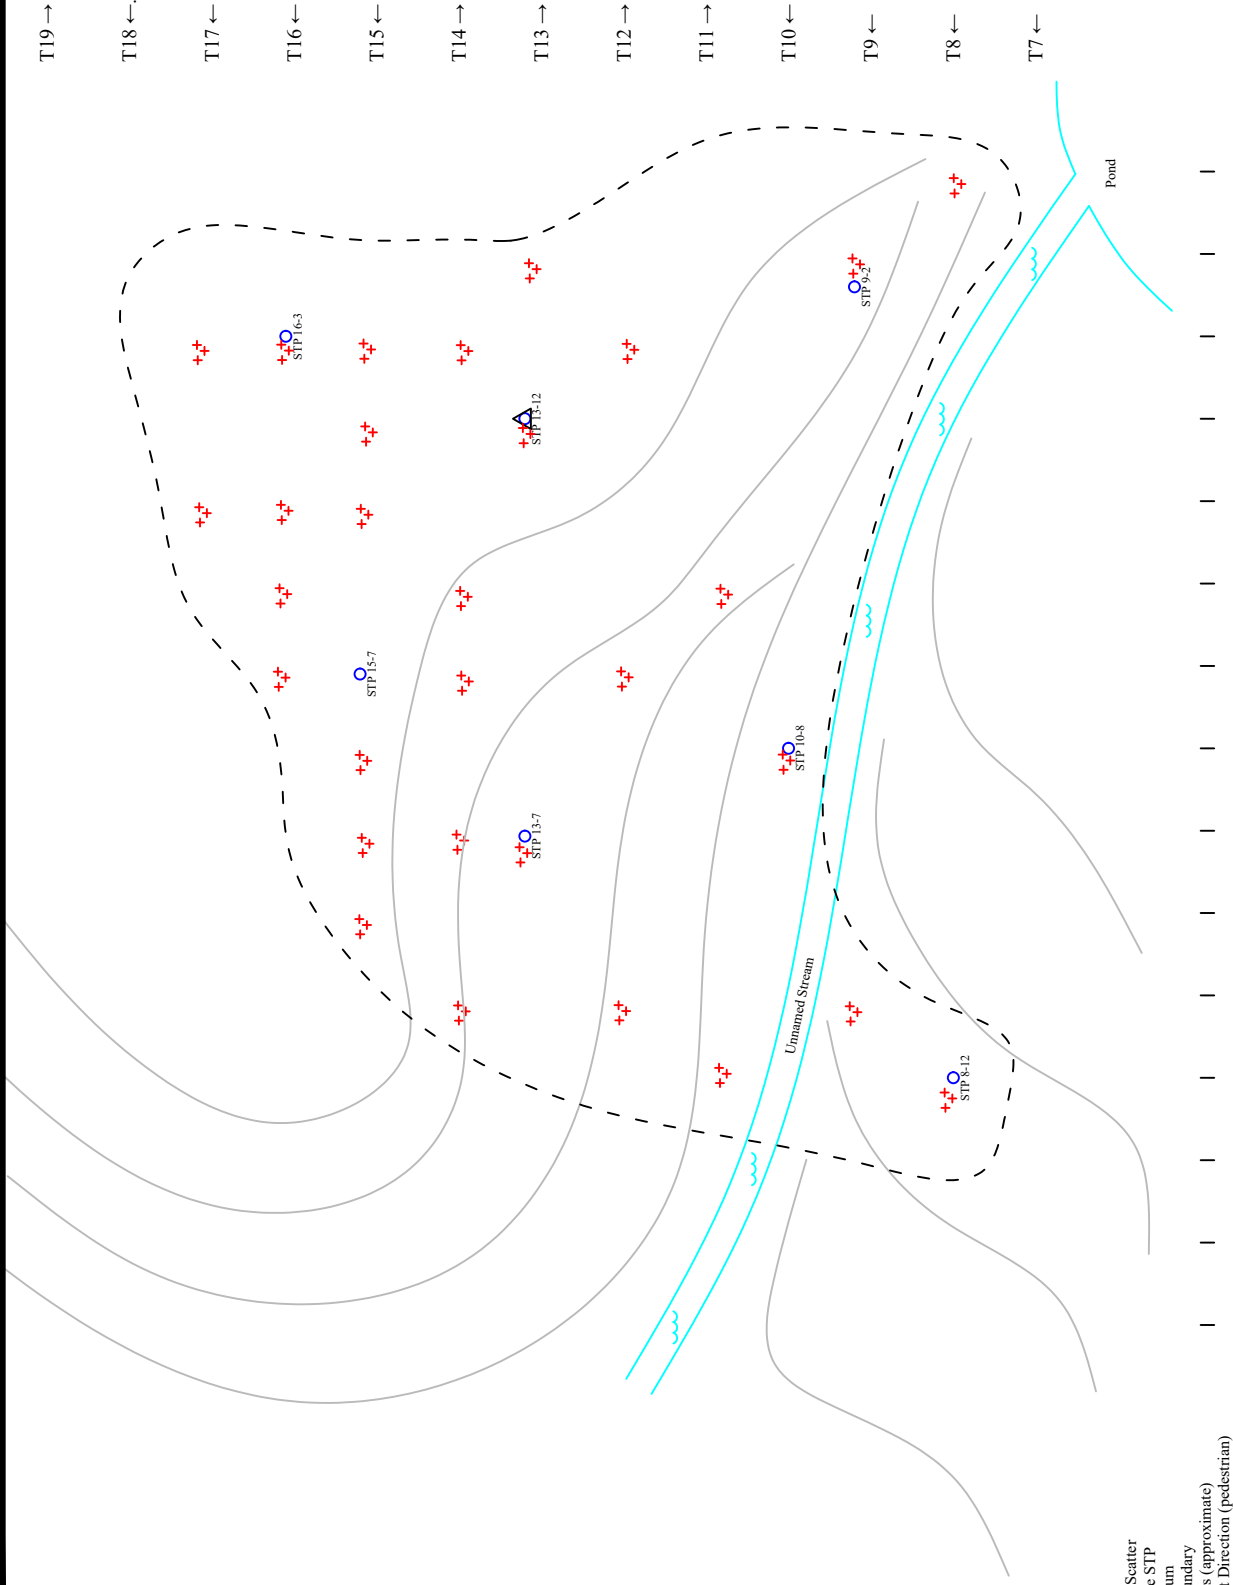 T19 →
T18 ←.
T17 ←
T16 ←
T15 ←
T14 →
T13 →
T12 →
T11 →
T10 ←
T9 ←
T8 ←
T7 ←
Pond
STP 9-2
STP 16-3
STP 13-12
STP 15-7
STP 10-8
STP 13-7
Unnamed Stream
STP 8-12
Scatter
e STP
um
undary
s (approximate)
t Direction (pedestrian)